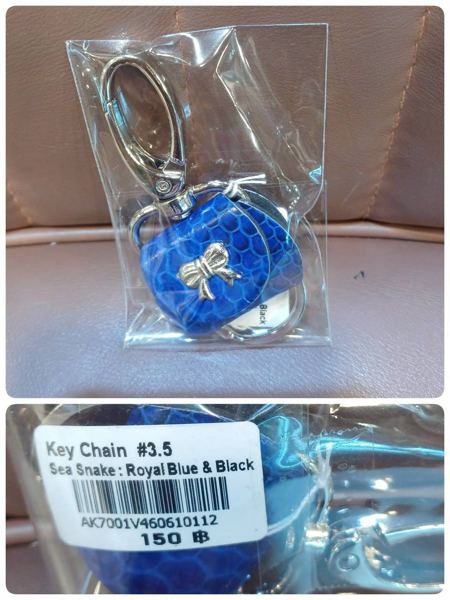 Black
Key Chain #3.5
Sea Snake : Royal Blue & Black
AK7001V460610112
150 ฿